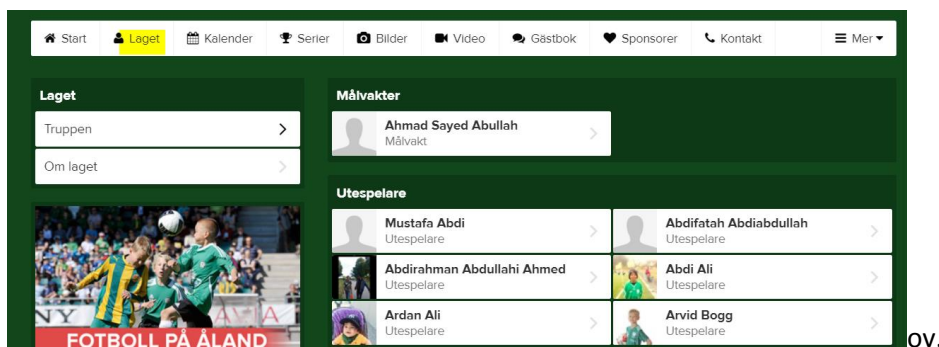 Start Laget Kalender Serier Bilder Video Gästbok Sponsorer Kontakt Mer
Laget
Truppen
Om laget
FOTBOLL PÅ ÅLAND
Målvakter
Ahmad Sayed Abullah
Målvakt
Utespelare
Mustafa Abdi
Utespelare
Abdifatah Abdiabdullah
Utespelare
Abdirahman Abdullahi Ahmed
Utespelare
Abdi Ali
Utespelare
Ardan Ali
Utespelare
Arvid Bogg
Utespelare
ov.